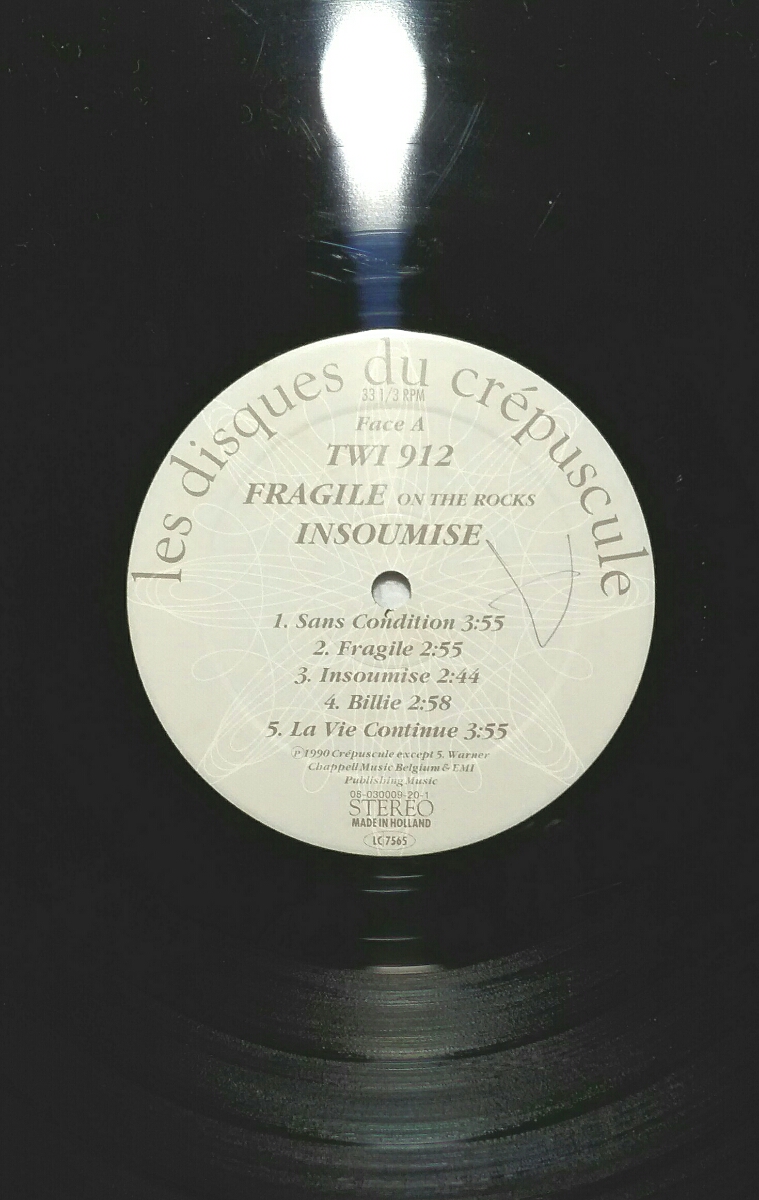 les disques du crépuscule
33 1/3 RPM
Face A
TWI 912
FRAGILE ON THE ROCKS
INSOUMISE
1. Sans Condition 3:55
2. Fragile 2:55
3. Insoumise 2:44
4. Billie 2:58
5. La Vie Continue 3:55
℗ 1990 Crépuscule except 5. Warner
Chappell Music Belgium & EMI
Publishing Music
08-030009-20-1
STEREO
MADE IN HOLLAND
LC 7565